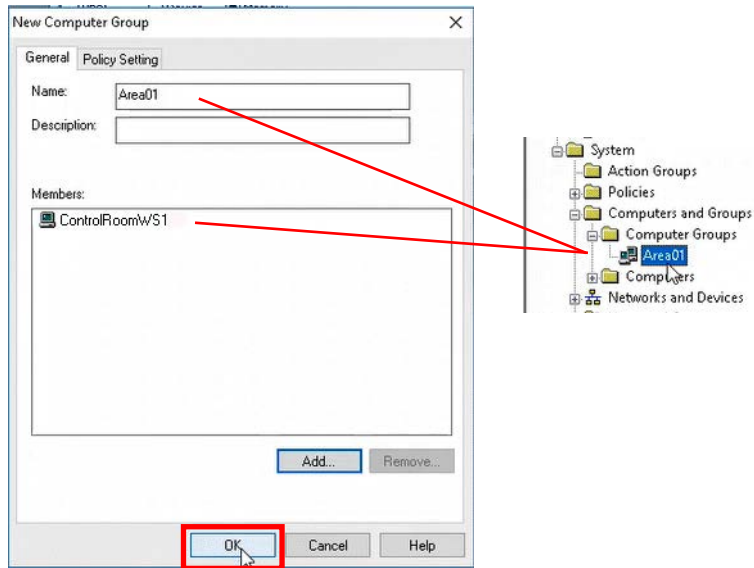 New Computer Group
General
Policy Setting
Name:
Area01
Description:
Members:
ControlRoomWS1
Add...
Remove...
OK
Cancel
Help
System
Action Groups
Policies
Computers and Groups
Computer Groups
Area01
Computers
Networks and Devices